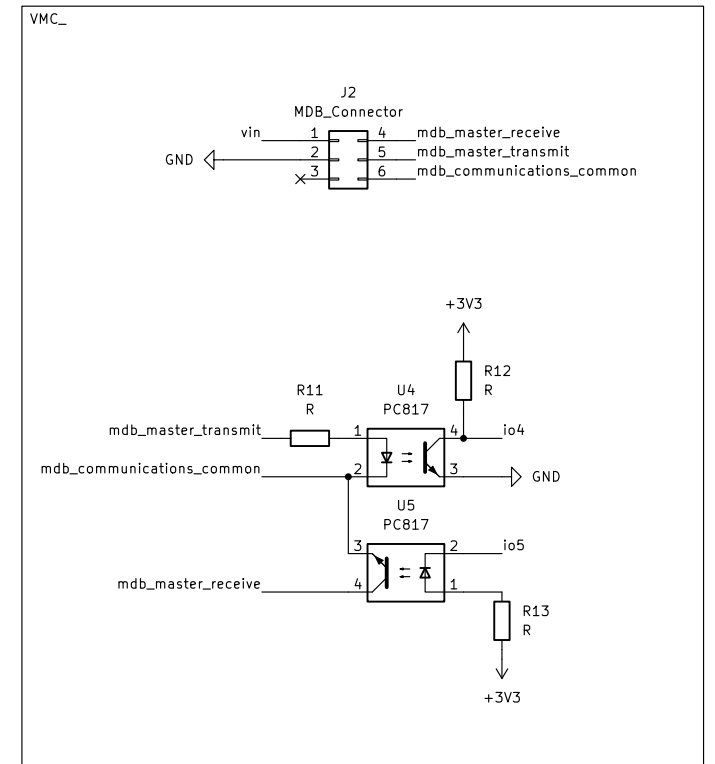 VMC_
J2
MDB_Connector
vin 1 4 mdb_master_receive
GND 2 5 mdb_master_transmit
3 6 mdb_communications_common
+3V3
R12
R
R11
R
U4
PC817
mdb_master_transmit 1 4 io4
mdb_communications_common 2 3 GND
U5
PC817
3 2 io5
mdb_master_receive 4 1
R13
R
+3V3